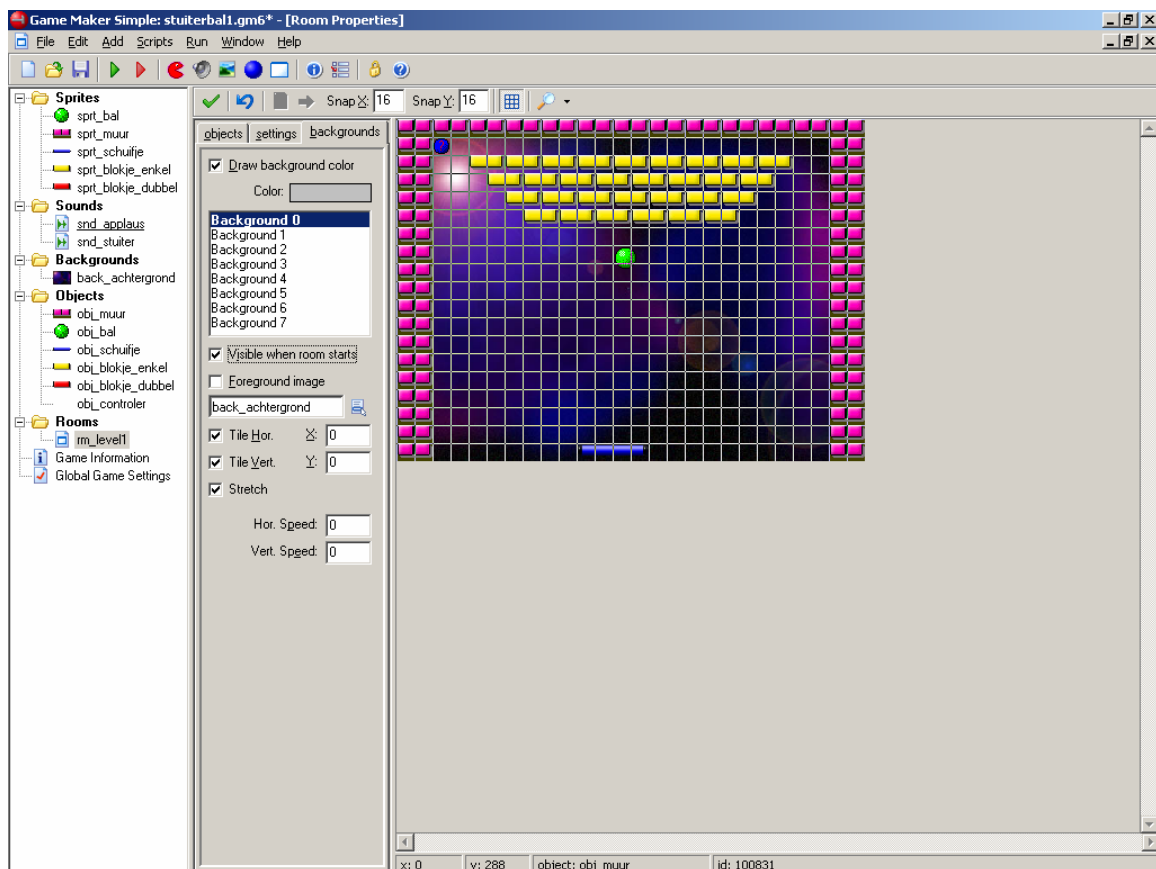 Game Maker Simple: stuiterbal1.gm6* - [Room Properties]
File Edit Add Scripts Run Window Help
Sprites
sprt_bal
sprt_muur
sprt_schuifje
sprt_blokje_enkel
sprt_blokje_dubbel
Sounds
snd_applaus
snd_stuiter
Backgrounds
back_achtergrond
Objects
obj_muur
obj_bal
obj_schuifje
obj_blokje_enkel
obj_blokje_dubbel
obj_controler
Rooms
rm_level1
Game Information
Global Game Settings
Snap X: 16 Snap Y: 16
objects settings backgrounds
Draw background color
Color:
Background 0
Background 1
Background 2
Background 3
Background 4
Background 5
Background 6
Background 7
Visible when room starts
Foreground image
back_achtergrond
Tile Hor. X: 0
Tile Vert. Y: 0
Stretch
Hor. Speed: 0
Vert. Speed: 0
?
x: 0 y: 288 object: obj_muur id: 100831